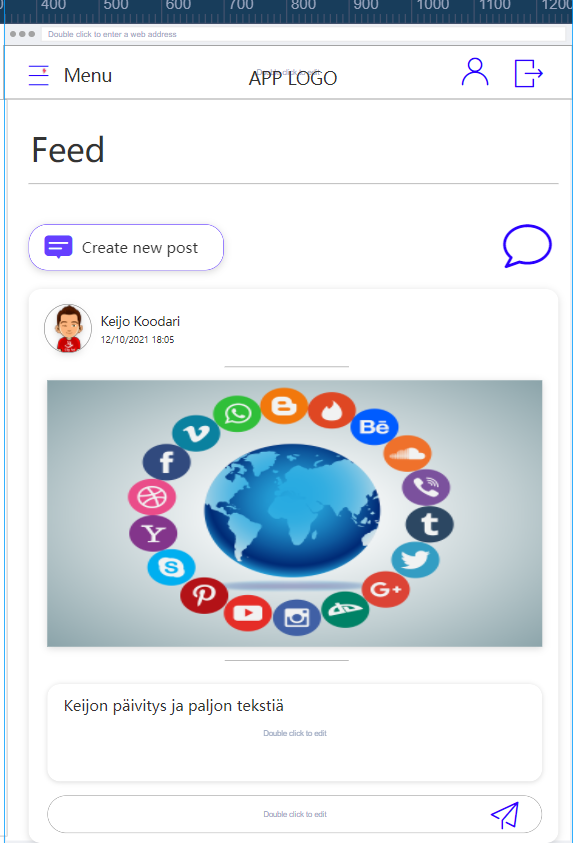 400 500 600 700 800 900 1000 1100 1200
Double click to enter a web address
Menu
APP LOGO
Feed
Create new post
Keijo Koodari
12/10/2021 18:05
Bē
f
t
Y
S
G+
Keijon päivitys ja paljon tekstiä
Double click to edit
Double click to edit